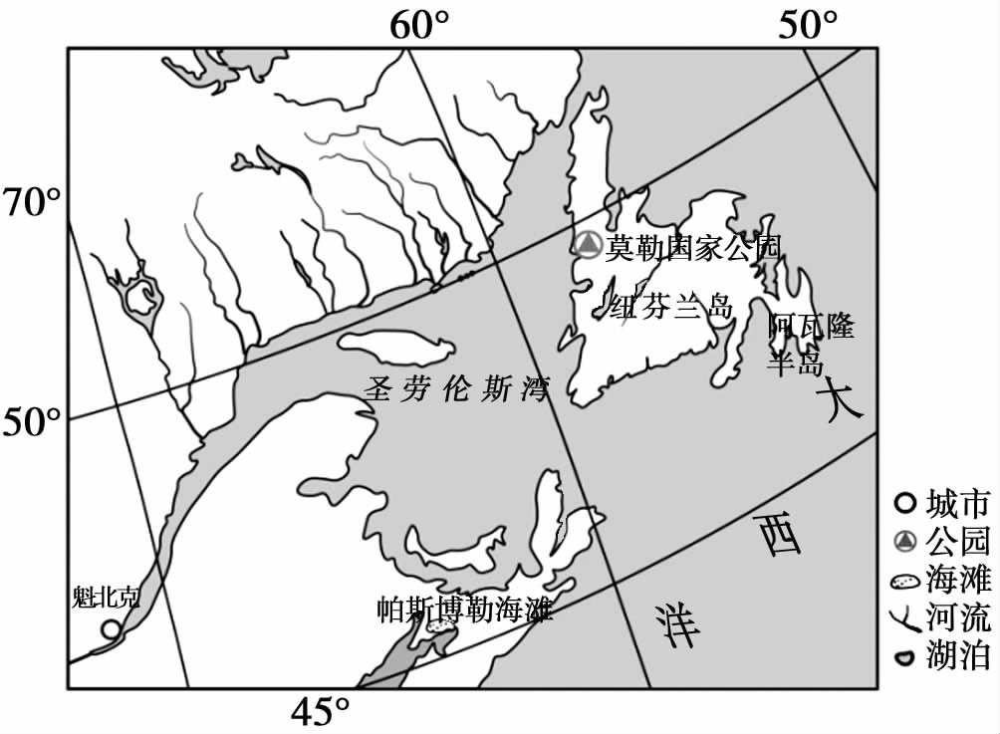 60°
50°
70°
莫勒国家公园
纽芬兰岛
阿瓦隆
半岛
圣劳伦斯湾
50°
大
西
洋
魁北克
帕斯博勒海滩
45°
城市
公园
海滩
河流
湖泊